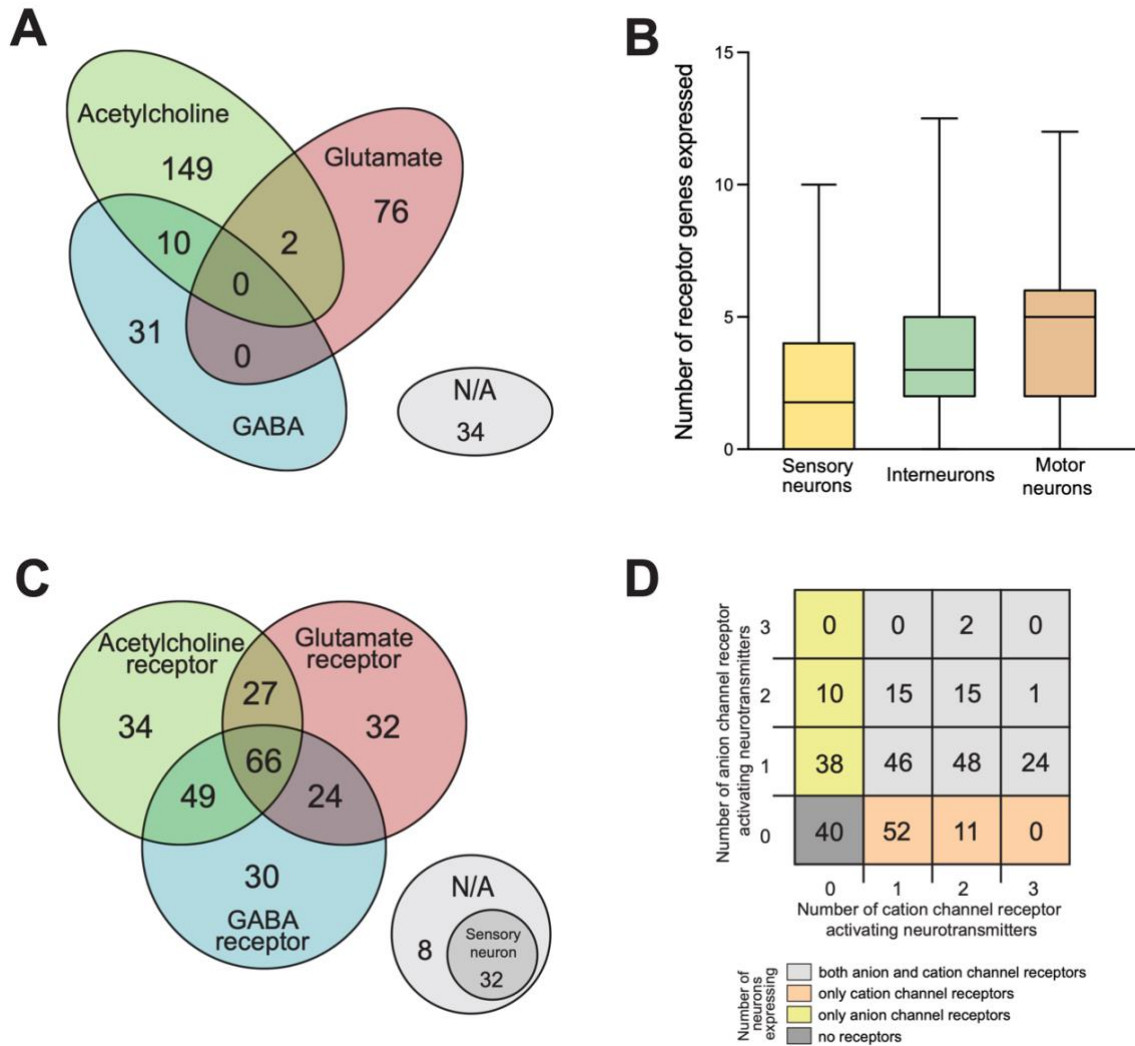 A
Acetylcholine
149
Glutamate
76
10
2
0
31
0
GABA
N/A
34
B
Number of receptor genes expressed
15
10
5
0
Sensory
neurons
Interneurons
Motor
neurons
C
Acetylcholine
receptor
Glutamate
receptor
27
34
32
66
49
24
30
GABA
receptor
N/A
8
Sensory
neuron
32
D
Number of anion channel receptor
activating neurotransmitters
3 0 0 2 0
2 10 15 15 1
1 38 46 48 24
0 40 52 11 0
0 1 2 3
Number of cation channel receptor
activating neurotransmitters
Number of
neurons
expressing
both anion and cation channel receptors
only cation channel receptors
only anion channel receptors
no receptors